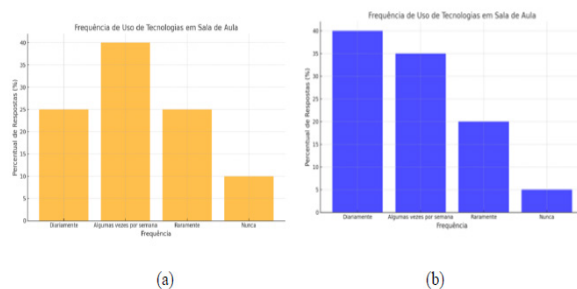 Frequência de Uso de Tecnologias em Sala de Aula
Percentual de Respostas (%)
40
35
30
25
20
15
10
5
0
Diariamente Algumas vezes por semana Raramente Nunca
Frequência
(a)
Frequência de Uso de Tecnologias em Sala de Aula
Percentual de Respostas (%)
40
35
30
25
20
15
10
5
0
Diariamente Algumas vezes por semana Raramente Nunca
Frequência
(b)